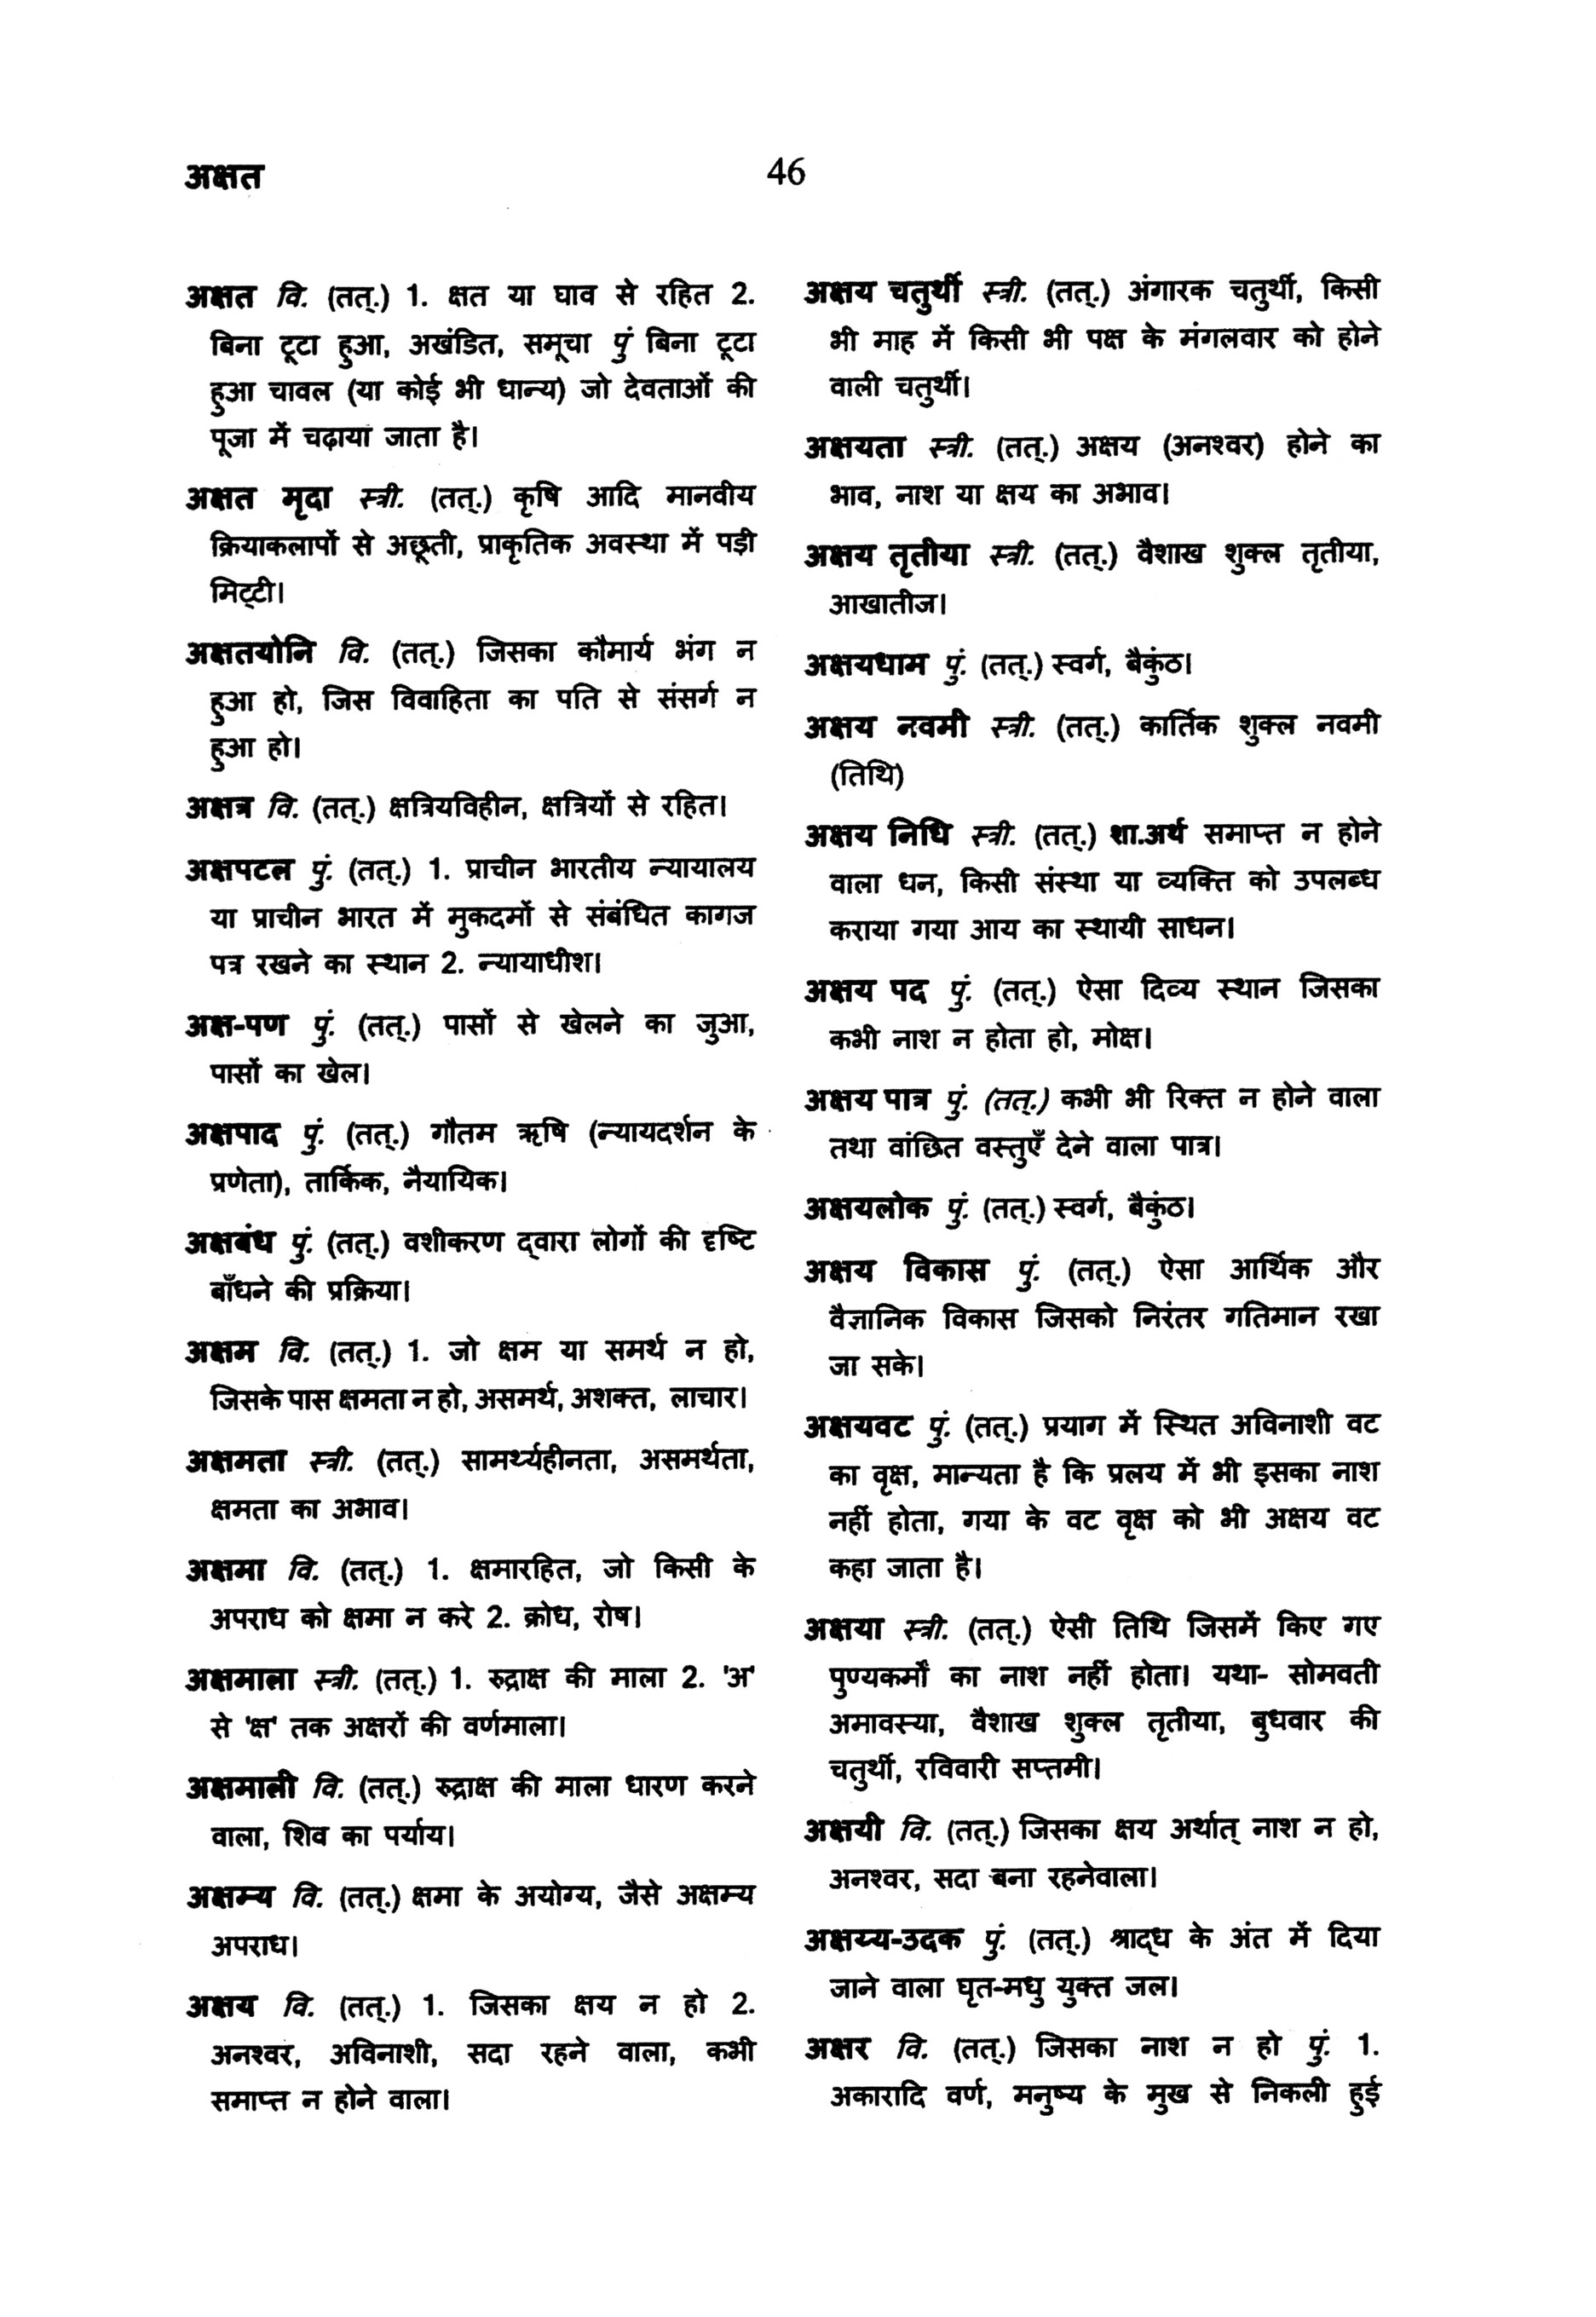 अक्षत
46
अक्षत वि. (तत्.) 1. क्षत या घाव से रहित 2.
बिना टूटा हुआ, अखंडित, समूचा पुं बिना टूटा
हुआ चावल (या कोई भी धान्य) जो देवताओं की
पूजा में चढ़ाया जाता है।
अक्षत मृदा स्त्री. (तत्.) कृषि आदि मानवीय
क्रियाकलापों से अछूती, प्राकृतिक अवस्था में पड़ी
मिट्टी।
अक्षतयोनि वि. (तत्.) जिसका कौमार्य भंग न
हुआ हो, जिस विवाहिता का पति से संसर्ग न
हुआ हो।
अक्षत्र वि. (तत्.) क्षत्रियविहीन, क्षत्रियों से रहित।
अक्षपटल पुं. (तत्.) 1. प्राचीन भारतीय न्यायालय
या प्राचीन भारत में मुकदमों से संबंधित कागज
पत्र रखने का स्थान 2. न्यायाधीश।
अक्ष-पण पुं. (तत्.) पासों से खेलने का जुआ,
पासों का खेल।
अक्षपाद पुं. (तत्.) गौतम ऋषि (न्यायदर्शन के
प्रणेता), तार्किक, नैयायिक।
अक्षबंध पुं. (तत्.) वशीकरण द्वारा लोगों की दृष्टि
बाँधने की प्रक्रिया।
अक्षम वि. (तत्.) 1. जो क्षम या समर्थ न हो,
जिसके पास क्षमता न हो, असमर्थ, अशक्त, लाचार।
अक्षमता स्त्री. (तत्.) सामर्थ्यहीनता, असमर्थता,
क्षमता का अभाव।
अक्षमा वि. (तत्.) 1. क्षमारहित, जो किसी के
अपराध को क्षमा न करे 2. क्रोध, रोष।
अक्षमाला स्त्री. (तत्.) 1. रुद्राक्ष की माला 2. 'अ'
से 'क्ष' तक अक्षरों की वर्णमाला।
अक्षमाली वि. (तत्.) रुद्राक्ष की माला धारण करने
वाला, शिव का पर्याय।
अक्षम्य वि. (तत्.) क्षमा के अयोग्य, जैसे अक्षम्य
अपराध।
अक्षय वि. (तत्.) 1. जिसका क्षय न हो 2.
अनश्वर, अविनाशी, सदा रहने वाला, कभी
समाप्त न होने वाला।
अक्षय चतुर्थी स्त्री. (तत्.) अंगारक चतुर्थी, किसी
भी माह में किसी भी पक्ष के मंगलवार को होने
वाली चतुर्थी।
अक्षयता स्त्री. (तत्.) अक्षय (अनश्वर) होने का
भाव, नाश या क्षय का अभाव।
अक्षय तृतीया स्त्री. (तत्.) वैशाख शुक्ल तृतीया,
आखातीज।
अक्षयधाम पुं. (तत्.) स्वर्ग, बैकुंठ।
अक्षय नवमी स्त्री. (तत्.) कार्तिक शुक्ल नवमी
(तिथि)
अक्षय निधि स्त्री. (तत्.) शा.अर्थ समाप्त न होने
वाला धन, किसी संस्था या व्यक्ति को उपलब्ध
कराया गया आय का स्थायी साधन।
अक्षय पद पुं. (तत्.) ऐसा दिव्य स्थान जिसका
कभी नाश न होता हो, मोक्ष।
अक्षय पात्र पुं. (तत्.) कभी भी रिक्त न होने वाला
तथा वांछित वस्तुएँ देने वाला पात्र।
अक्षयलोक पुं. (तत्.) स्वर्ग, बैकुंठ।
अक्षय विकास पुं. (तत्.) ऐसा आर्थिक और
वैज्ञानिक विकास जिसको निरंतर गतिमान रखा
जा सके।
अक्षयवट पुं. (तत्.) प्रयाग में स्थित अविनाशी वट
का वृक्ष, मान्यता है कि प्रलय में भी इसका नाश
नहीं होता, गया के वट वृक्ष को भी अक्षय वट
कहा जाता है।
अक्षया स्त्री. (तत्.) ऐसी तिथि जिसमें किए गए
पुण्यकर्मों का नाश नहीं होता। यथा- सोमवती
अमावस्या, वैशाख शुक्ल तृतीया, बुधवार की
चतुर्थी, रविवारी सप्तमी।
अक्षयी वि. (तत्.) जिसका क्षय अर्थात् नाश न हो,
अनश्वर, सदा बना रहनेवाला।
अक्षय्य-उदक पुं. (तत्.) श्राद्ध के अंत में दिया
जाने वाला घृत-मधु युक्त जल।
अक्षर वि. (तत्.) जिसका नाश न हो पुं. 1.
अकारादि वर्ण, मनुष्य के मुख से निकली हुई